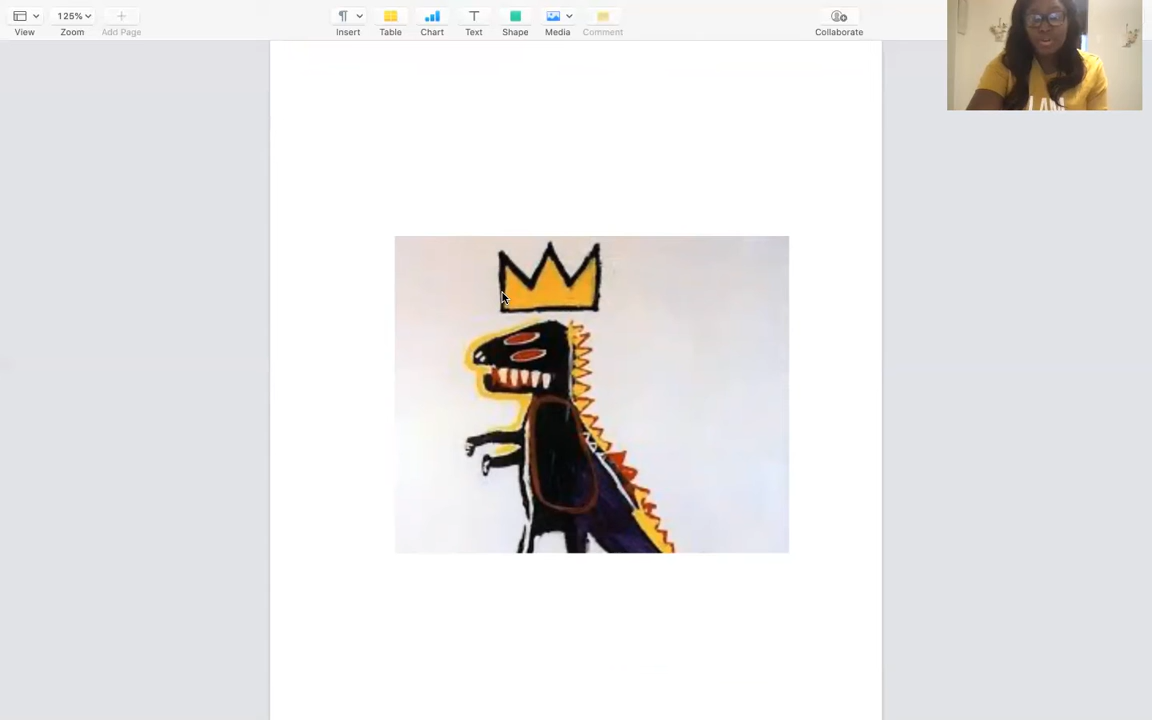 125%
View
Zoom
Add Page
Insert
Table
Chart
Text
Shape
Media
Comment
Collaborate